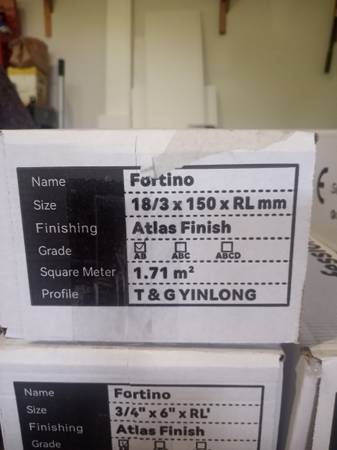 Name Fortino
Size 18/3 x 150 x RL mm
Finishing Atlas Finish
Grade AB ABC ABCD
Square Meter 1.71 m²
Profile T & G YINLONG
Name Fortino
Size 3/4" x 6" x RL'
Finishing Atlas Finish
Grade